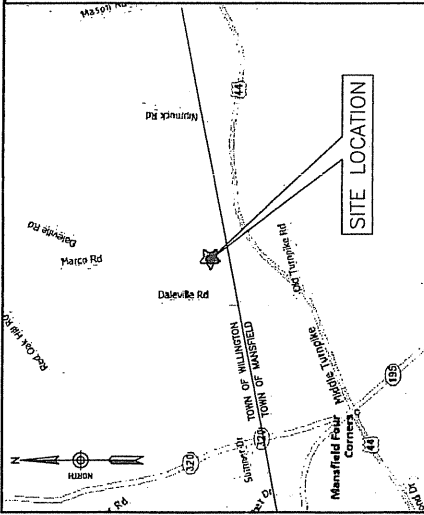 Mason Rd
44
Nipmuck Rd
SITE LOCATION
Daleville Rd
Marco Rd
Daleville Rd
Old Turnpike Rd
Red Oak Hill Rd
TOWN OF WILLINGTON
TOWN OF MANSFIELD
Middle Turnpike
195
N
NORTH
320
320
Summer Dr
Mansfield Four
Corners
44
Rd
Dr